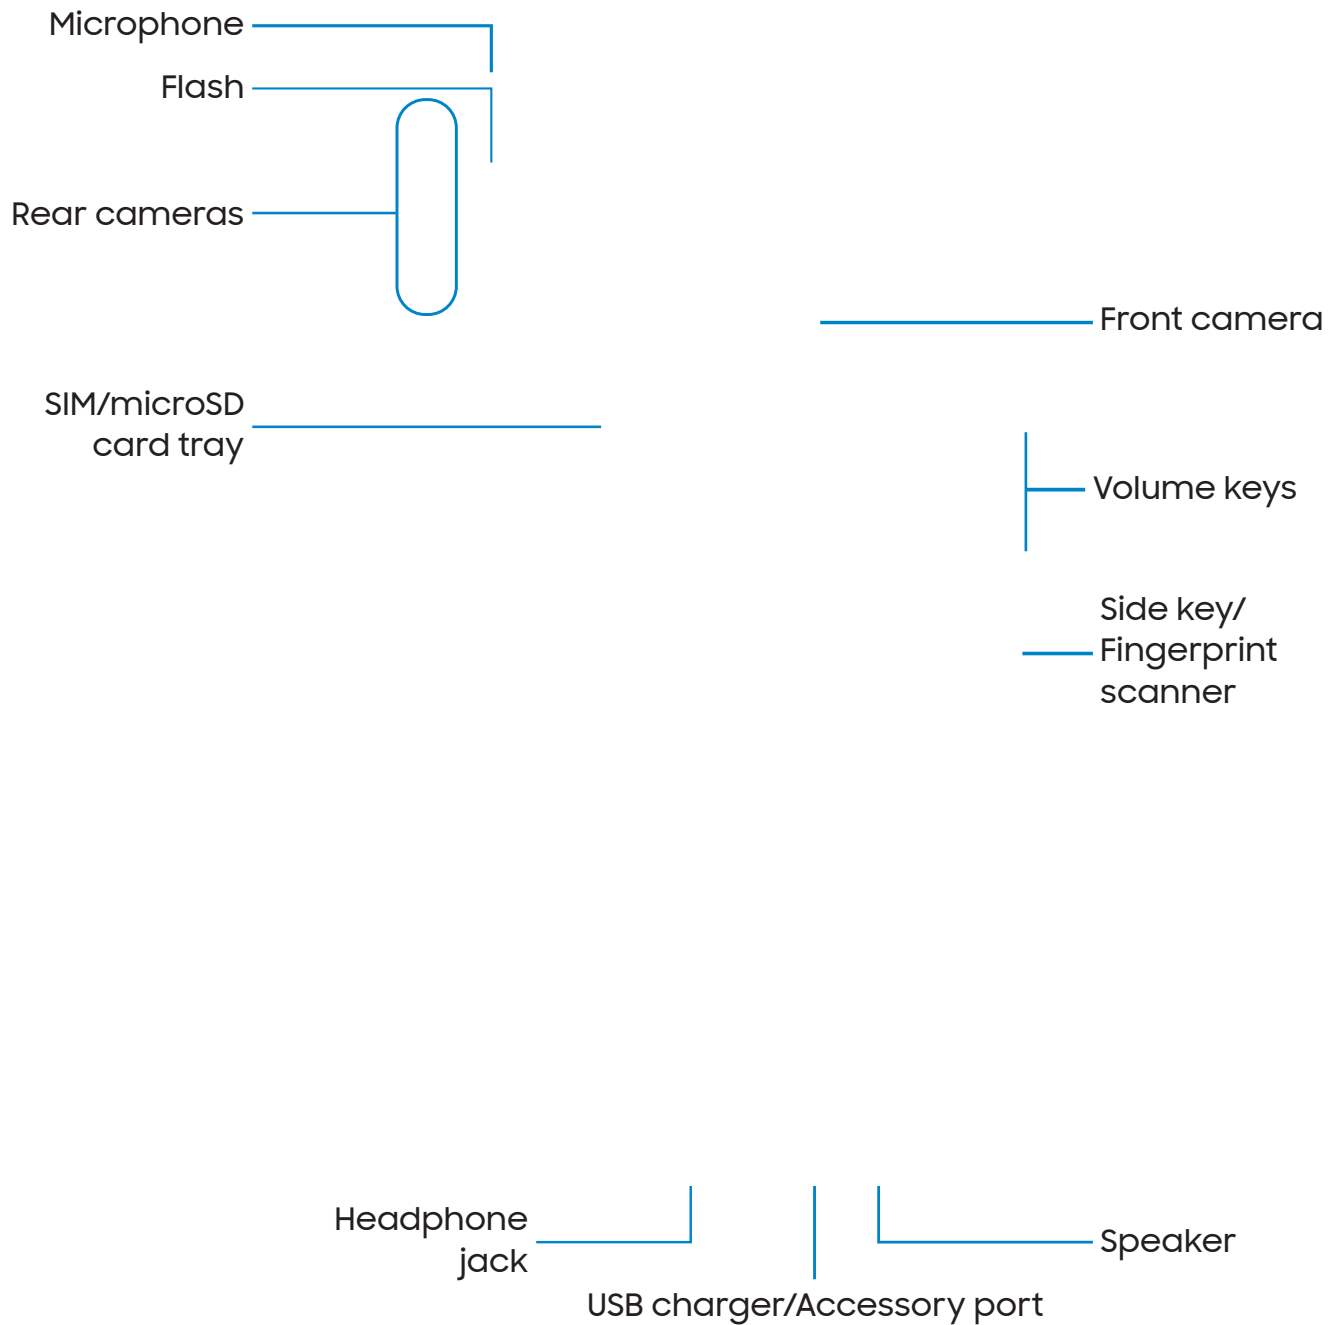 Microphone
Flash
Rear cameras
Front camera
SIM/microSD
card tray
Volume keys
Side key/
Fingerprint
scanner
Headphone
jack
Speaker
USB charger/Accessory port